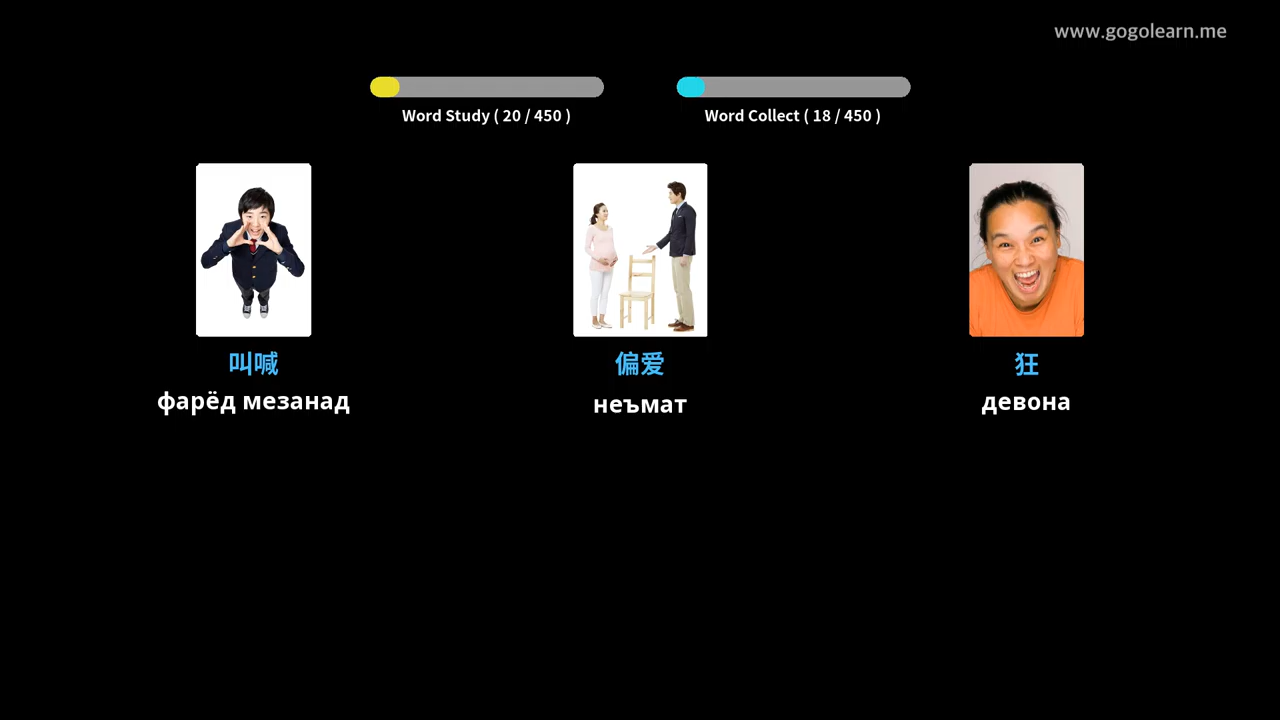 www.gogolearn.me
Word Study ( 20 / 450 )
Word Collect ( 18 / 450 )
叫喊
偏爱
狂
фарёд мезанад
неъмат
девона